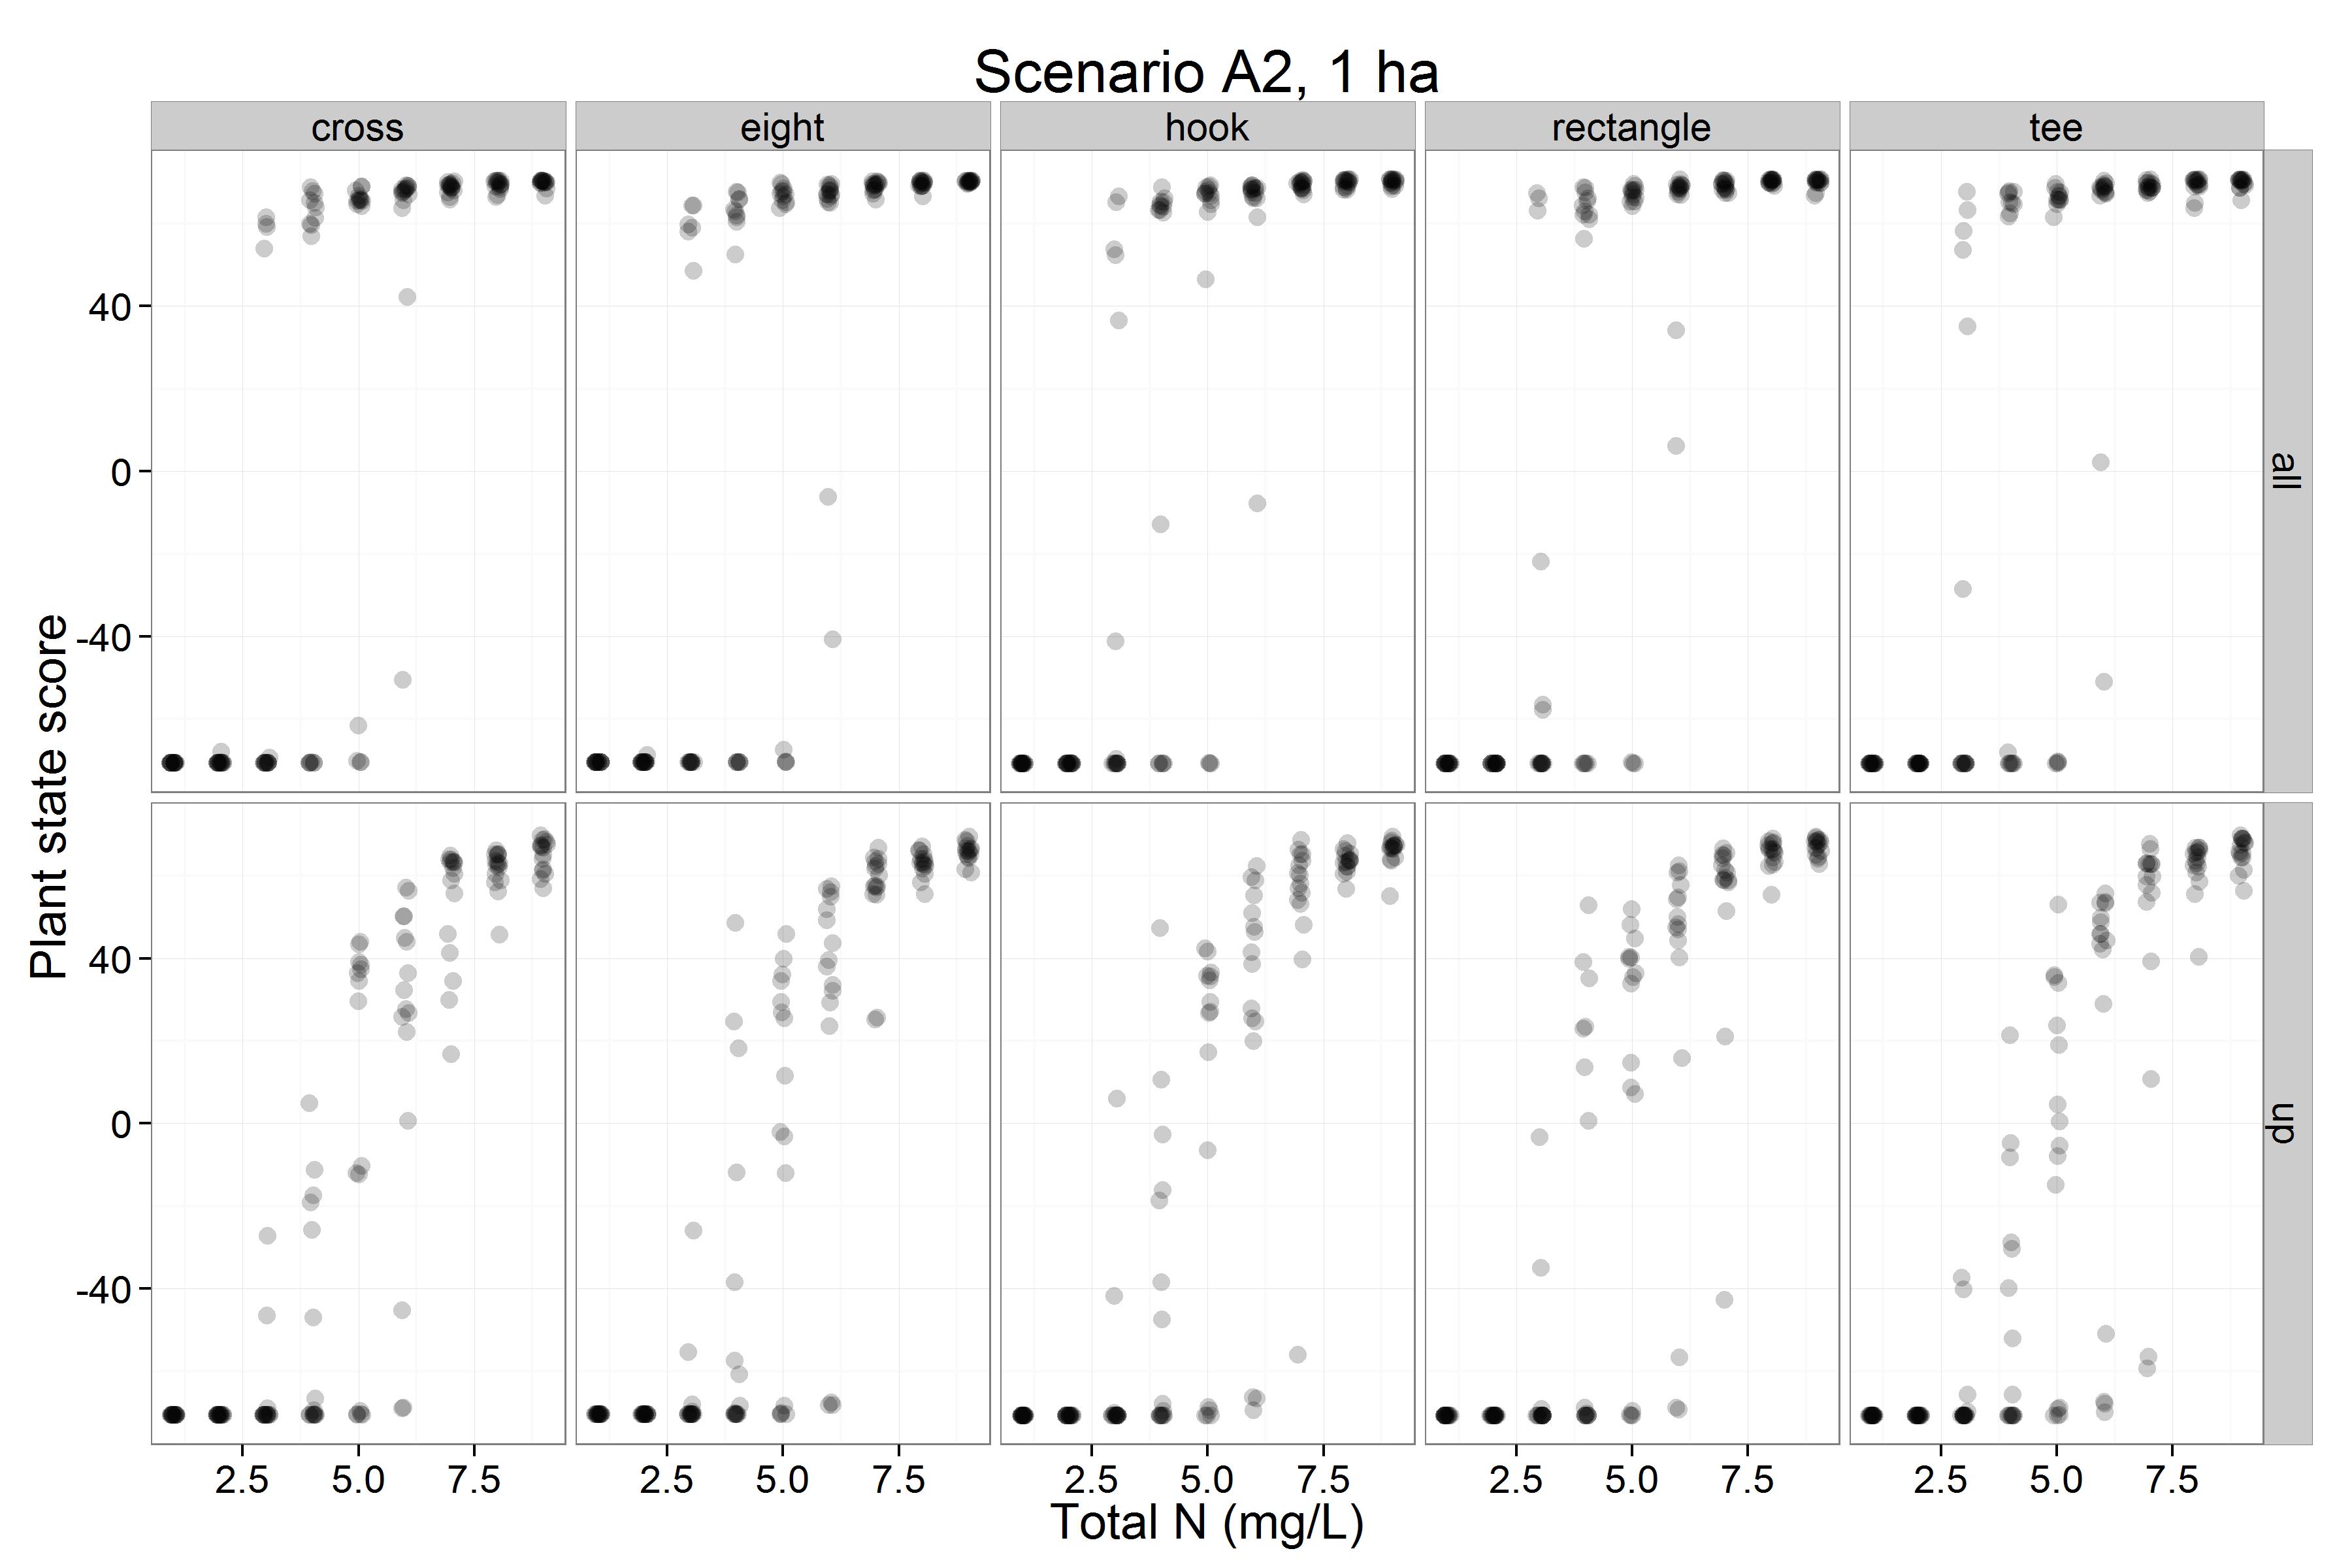 Scenario A2, 1 ha
cross eight hook rectangle tee
Plant state score
40
0
-40
all
40
0
-40
up
2.5 5.0 7.5 2.5 5.0 7.5 2.5 5.0 7.5 2.5 5.0 7.5 2.5 5.0 7.5
Total N (mg/L)